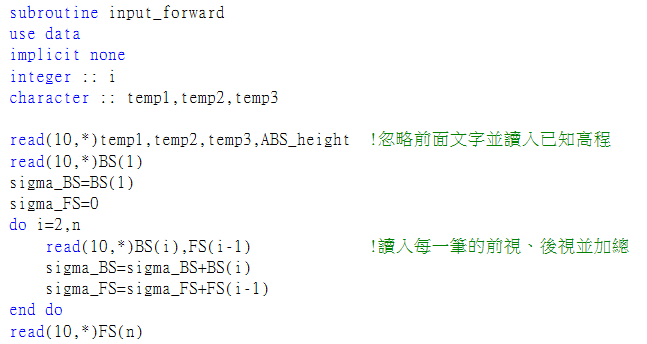 subroutine input_forward
use data
implicit none
integer :: i
character :: temp1,temp2,temp3
read(10,*)temp1,temp2,temp3,ABS_height  !忽略前面文字並讀入已知高程
read(10,*)BS(1)
sigma_BS=BS(1)
sigma_FS=0
do i=2,n
    read(10,*)BS(i),FS(i-1)             !讀入每一筆的前視、後視並加總
    sigma_BS=sigma_BS+BS(i)
    sigma_FS=sigma_FS+FS(i-1)
end do
read(10,*)FS(n)